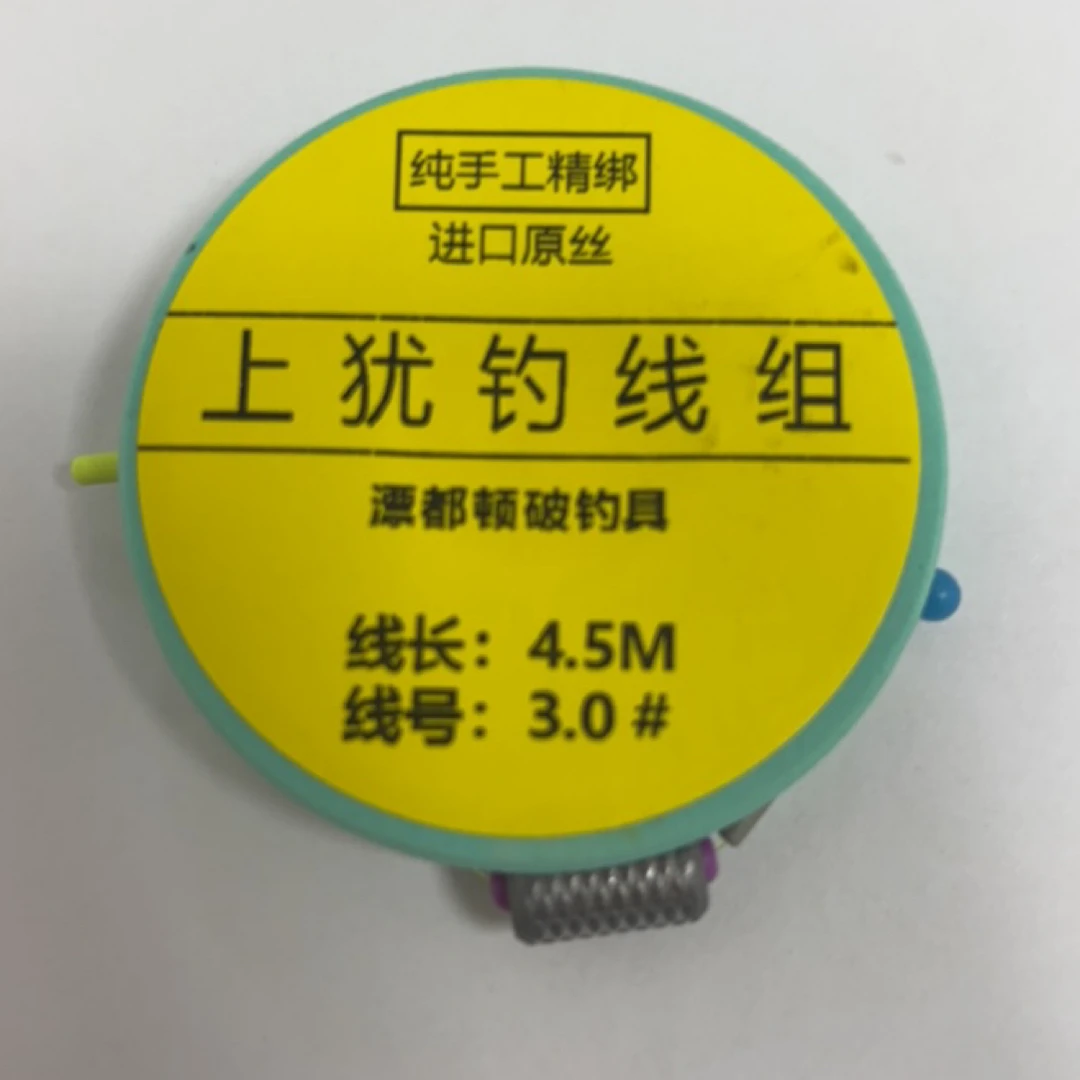 纯手工精绑
进口原丝
上犹钓线组
漂都顿破钓具
线长：4.5M
线号：3.0#